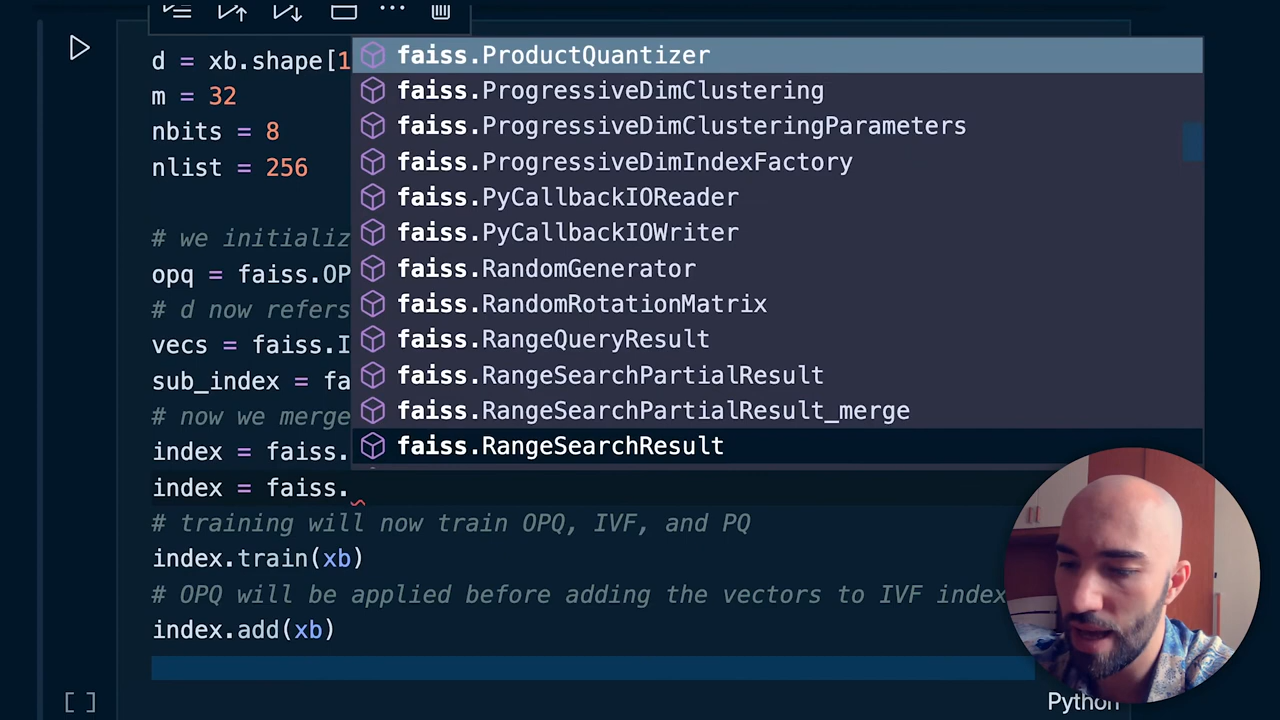 d = xb.shape[1
m = 32
nbits = 8
nlist = 256
# we initializ
opq = faiss.OP
# d now refers
vecs = faiss.I
sub_index = fa
# now we merge
index = faiss.
index = faiss.
# training will now train OPQ, IVF, and PQ
index.train(xb)
# OPQ will be applied before adding the vectors to IVF index
index.add(xb)
faiss.ProductQuantizer
faiss.ProgressiveDimClustering
faiss.ProgressiveDimClusteringParameters
faiss.ProgressiveDimIndexFactory
faiss.PyCallbackIOReader
faiss.PyCallbackIOWriter
faiss.RandomGenerator
faiss.RandomRotationMatrix
faiss.RangeQueryResult
faiss.RangeSearchPartialResult
faiss.RangeSearchPartialResult_merge
faiss.RangeSearchResult
[ ]
Python